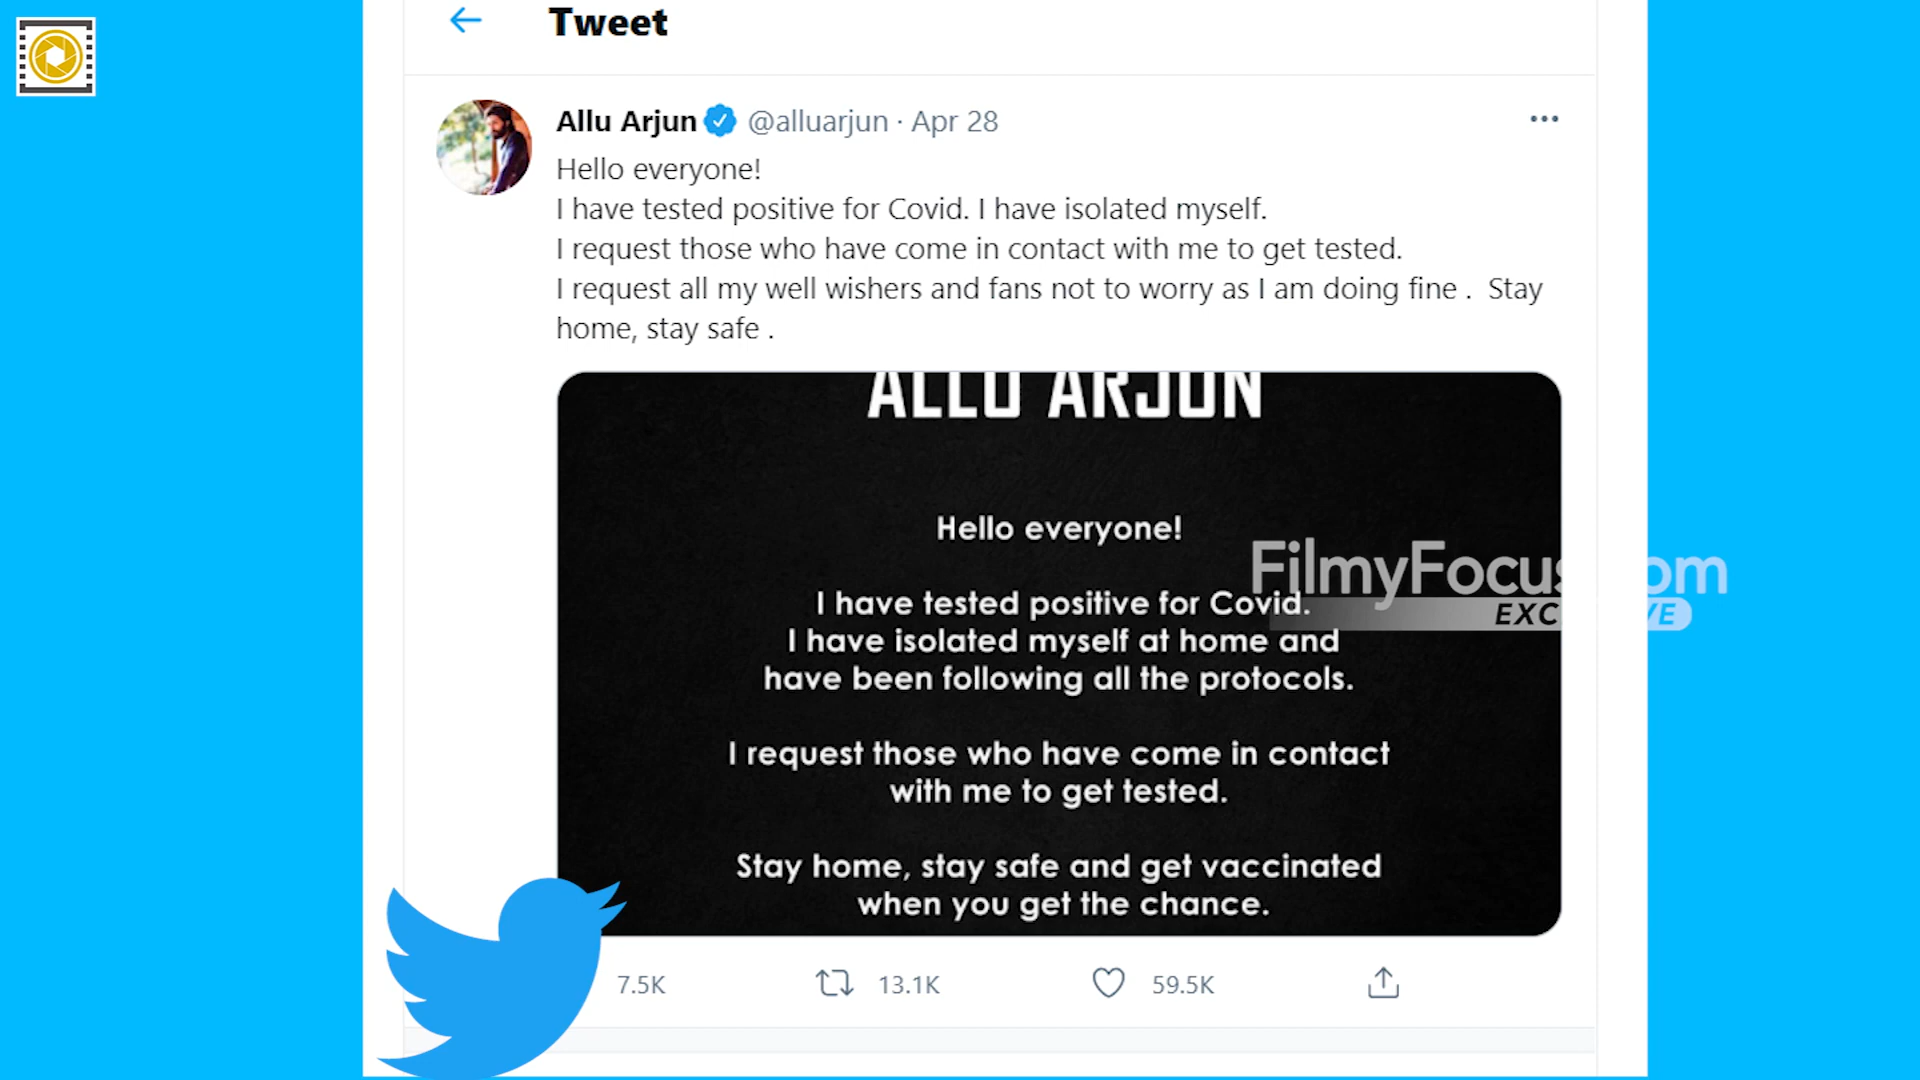 Tweet
Allu Arjun @alluarjun · Apr 28
Hello everyone!
I have tested positive for Covid. I have isolated myself.
I request those who have come in contact with me to get tested.
I request all my well wishers and fans not to worry as I am doing fine .  Stay
home, stay safe .
ALLU ARJUN
Hello everyone!
I have tested positive for Covid.
I have isolated myself at home and
have been following all the protocols.
I request those who have come in contact
with me to get tested.
Stay home, stay safe and get vaccinated
when you get the chance.
7.5K 13.1K 59.5K